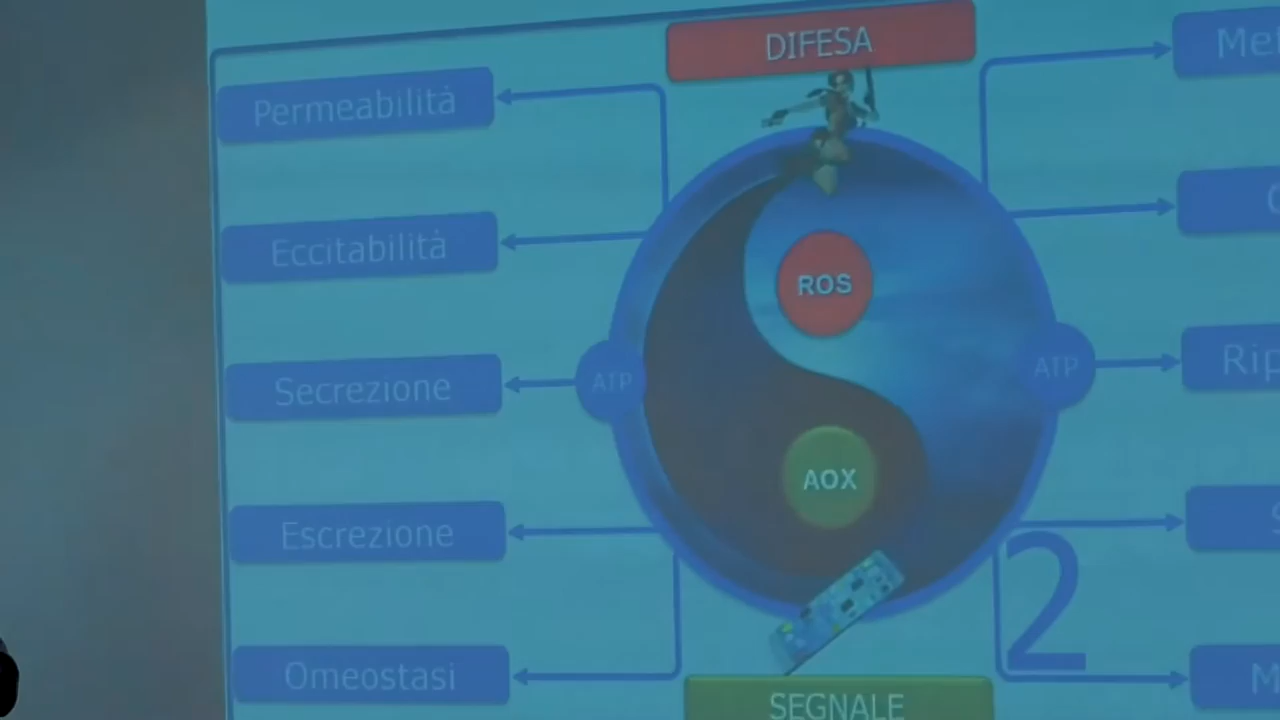 DIFESA
Permeabilità
Eccitabilità
ROS
ATP
ATP
Secrezione
AOX
Escrezione
2
Omeostasi
SEGNALE